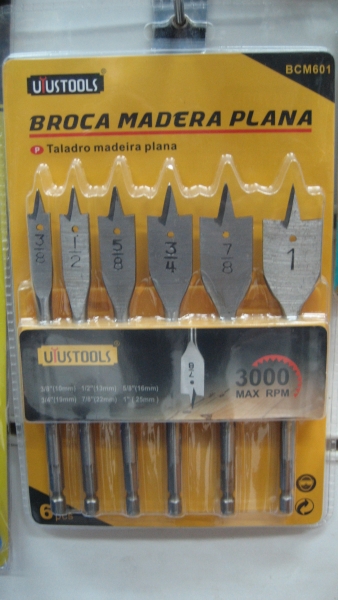 UYUSTOOLS
BCM601
BROCA MADERA PLANA
P Taladro madeira plana
3/8
1/2
5/8
3/4
7/8
1
UYUSTOOLS
3/8"(10mm) 1/2"(13mm) 5/8"(16mm)
3/4"(19mm) 7/8"(22mm) 1"(25mm)
3000
MAX RPM
6 pcs